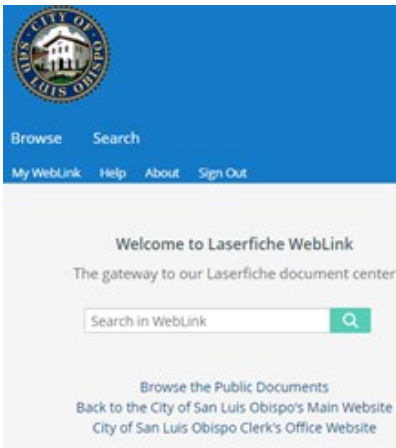 CITY OF
SAN LUIS OBISPO
Browse Search
My WebLink Help About Sign Out
Welcome to Laserfiche WebLink
The gateway to our Laserfiche document center
Search in WebLink
Browse the Public Documents
Back to the City of San Luis Obispo's Main Website
City of San Luis Obispo Clerk's Office Website